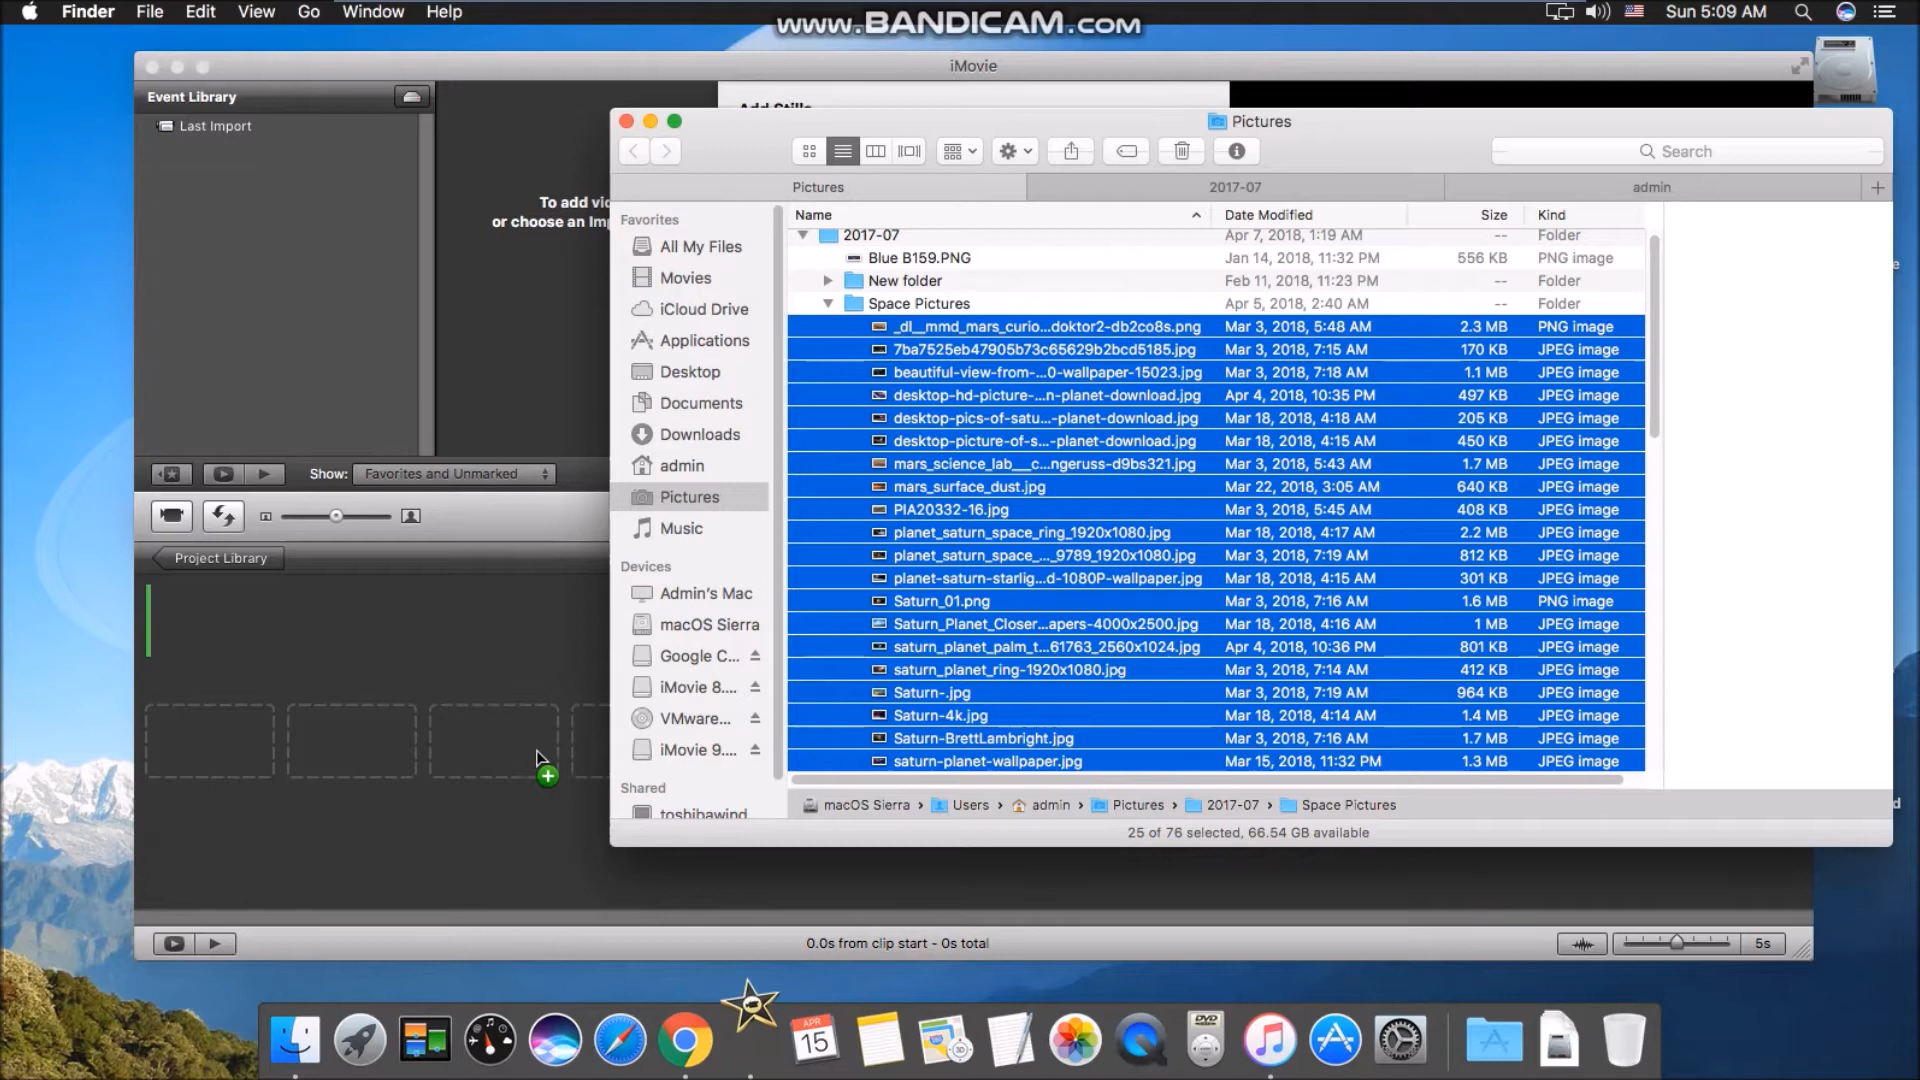 Finder File Edit View Go Window Help
www.BANDICAM.com
Sun 5:09 AM
iMovie
Event Library
Last Import
Add Stills
To add vid
or choose an Imp
Show: Favorites and Unmarked
Project Library
0.0s from clip start - 0s total
5s
Pictures
Search
Pictures 2017-07 admin
Favorites
All My Files
Movies
iCloud Drive
Applications
Desktop
Documents
Downloads
admin
Pictures
Music
Devices
Admin's Mac
macOS Sierra
Google C...
iMovie 8....
VMware...
iMovie 9....
Shared
toshibawind
Name Date Modified Size Kind
2017-07 Apr 7, 2018, 1:19 AM -- Folder
Blue B159.PNG Jan 14, 2018, 11:32 PM 556 KB PNG image
New folder Feb 11, 2018, 11:23 PM -- Folder
Space Pictures Apr 5, 2018, 2:40 AM -- Folder
_dl__mmd_mars_curio...doktor2-db2co8s.png Mar 3, 2018, 5:48 AM 2.3 MB PNG image
7ba7525eb47905b73c65629b2bcd5185.jpg Mar 3, 2018, 7:15 AM 170 KB JPEG image
beautiful-view-from-...0-wallpaper-15023.jpg Mar 3, 2018, 7:18 AM 1.1 MB JPEG image
desktop-hd-picture-...n-planet-download.jpg Apr 4, 2018, 10:35 PM 497 KB JPEG image
desktop-pics-of-satu...-planet-download.jpg Mar 18, 2018, 4:18 AM 205 KB JPEG image
desktop-picture-of-s...-planet-download.jpg Mar 18, 2018, 4:15 AM 450 KB JPEG image
mars_science_lab__c...ngeruss-d9bs321.jpg Mar 3, 2018, 5:43 AM 1.7 MB JPEG image
mars_surface_dust.jpg Mar 22, 2018, 3:05 AM 640 KB JPEG image
PIA20332-16.jpg Mar 3, 2018, 5:45 AM 408 KB JPEG image
planet_saturn_space_ring_1920x1080.jpg Mar 18, 2018, 4:17 AM 2.2 MB JPEG image
planet_saturn_space_..._9789_1920x1080.jpg Mar 3, 2018, 7:19 AM 812 KB JPEG image
planet-saturn-starlig...d-1080P-wallpaper.jpg Mar 18, 2018, 4:15 AM 301 KB JPEG image
Saturn_01.png Mar 3, 2018, 7:16 AM 1.6 MB PNG image
Saturn_Planet_Closer...apers-4000x2500.jpg Mar 18, 2018, 4:16 AM 1 MB JPEG image
saturn_planet_palm_t...61763_2560x1024.jpg Apr 4, 2018, 10:36 PM 801 KB JPEG image
saturn_planet_ring-1920x1080.jpg Mar 3, 2018, 7:14 AM 412 KB JPEG image
Saturn-.jpg Mar 3, 2018, 7:19 AM 964 KB JPEG image
Saturn-4k.jpg Mar 18, 2018, 4:14 AM 1.4 MB JPEG image
Saturn-BrettLambright.jpg Mar 3, 2018, 7:16 AM 1.7 MB JPEG image
saturn-planet-wallpaper.jpg Mar 15, 2018, 11:32 PM 1.3 MB JPEG image
macOS Sierra › Users › admin › Pictures › 2017-07 › Space Pictures
25 of 76 selected, 66.54 GB available
e
d
APR
15
3D
DVD